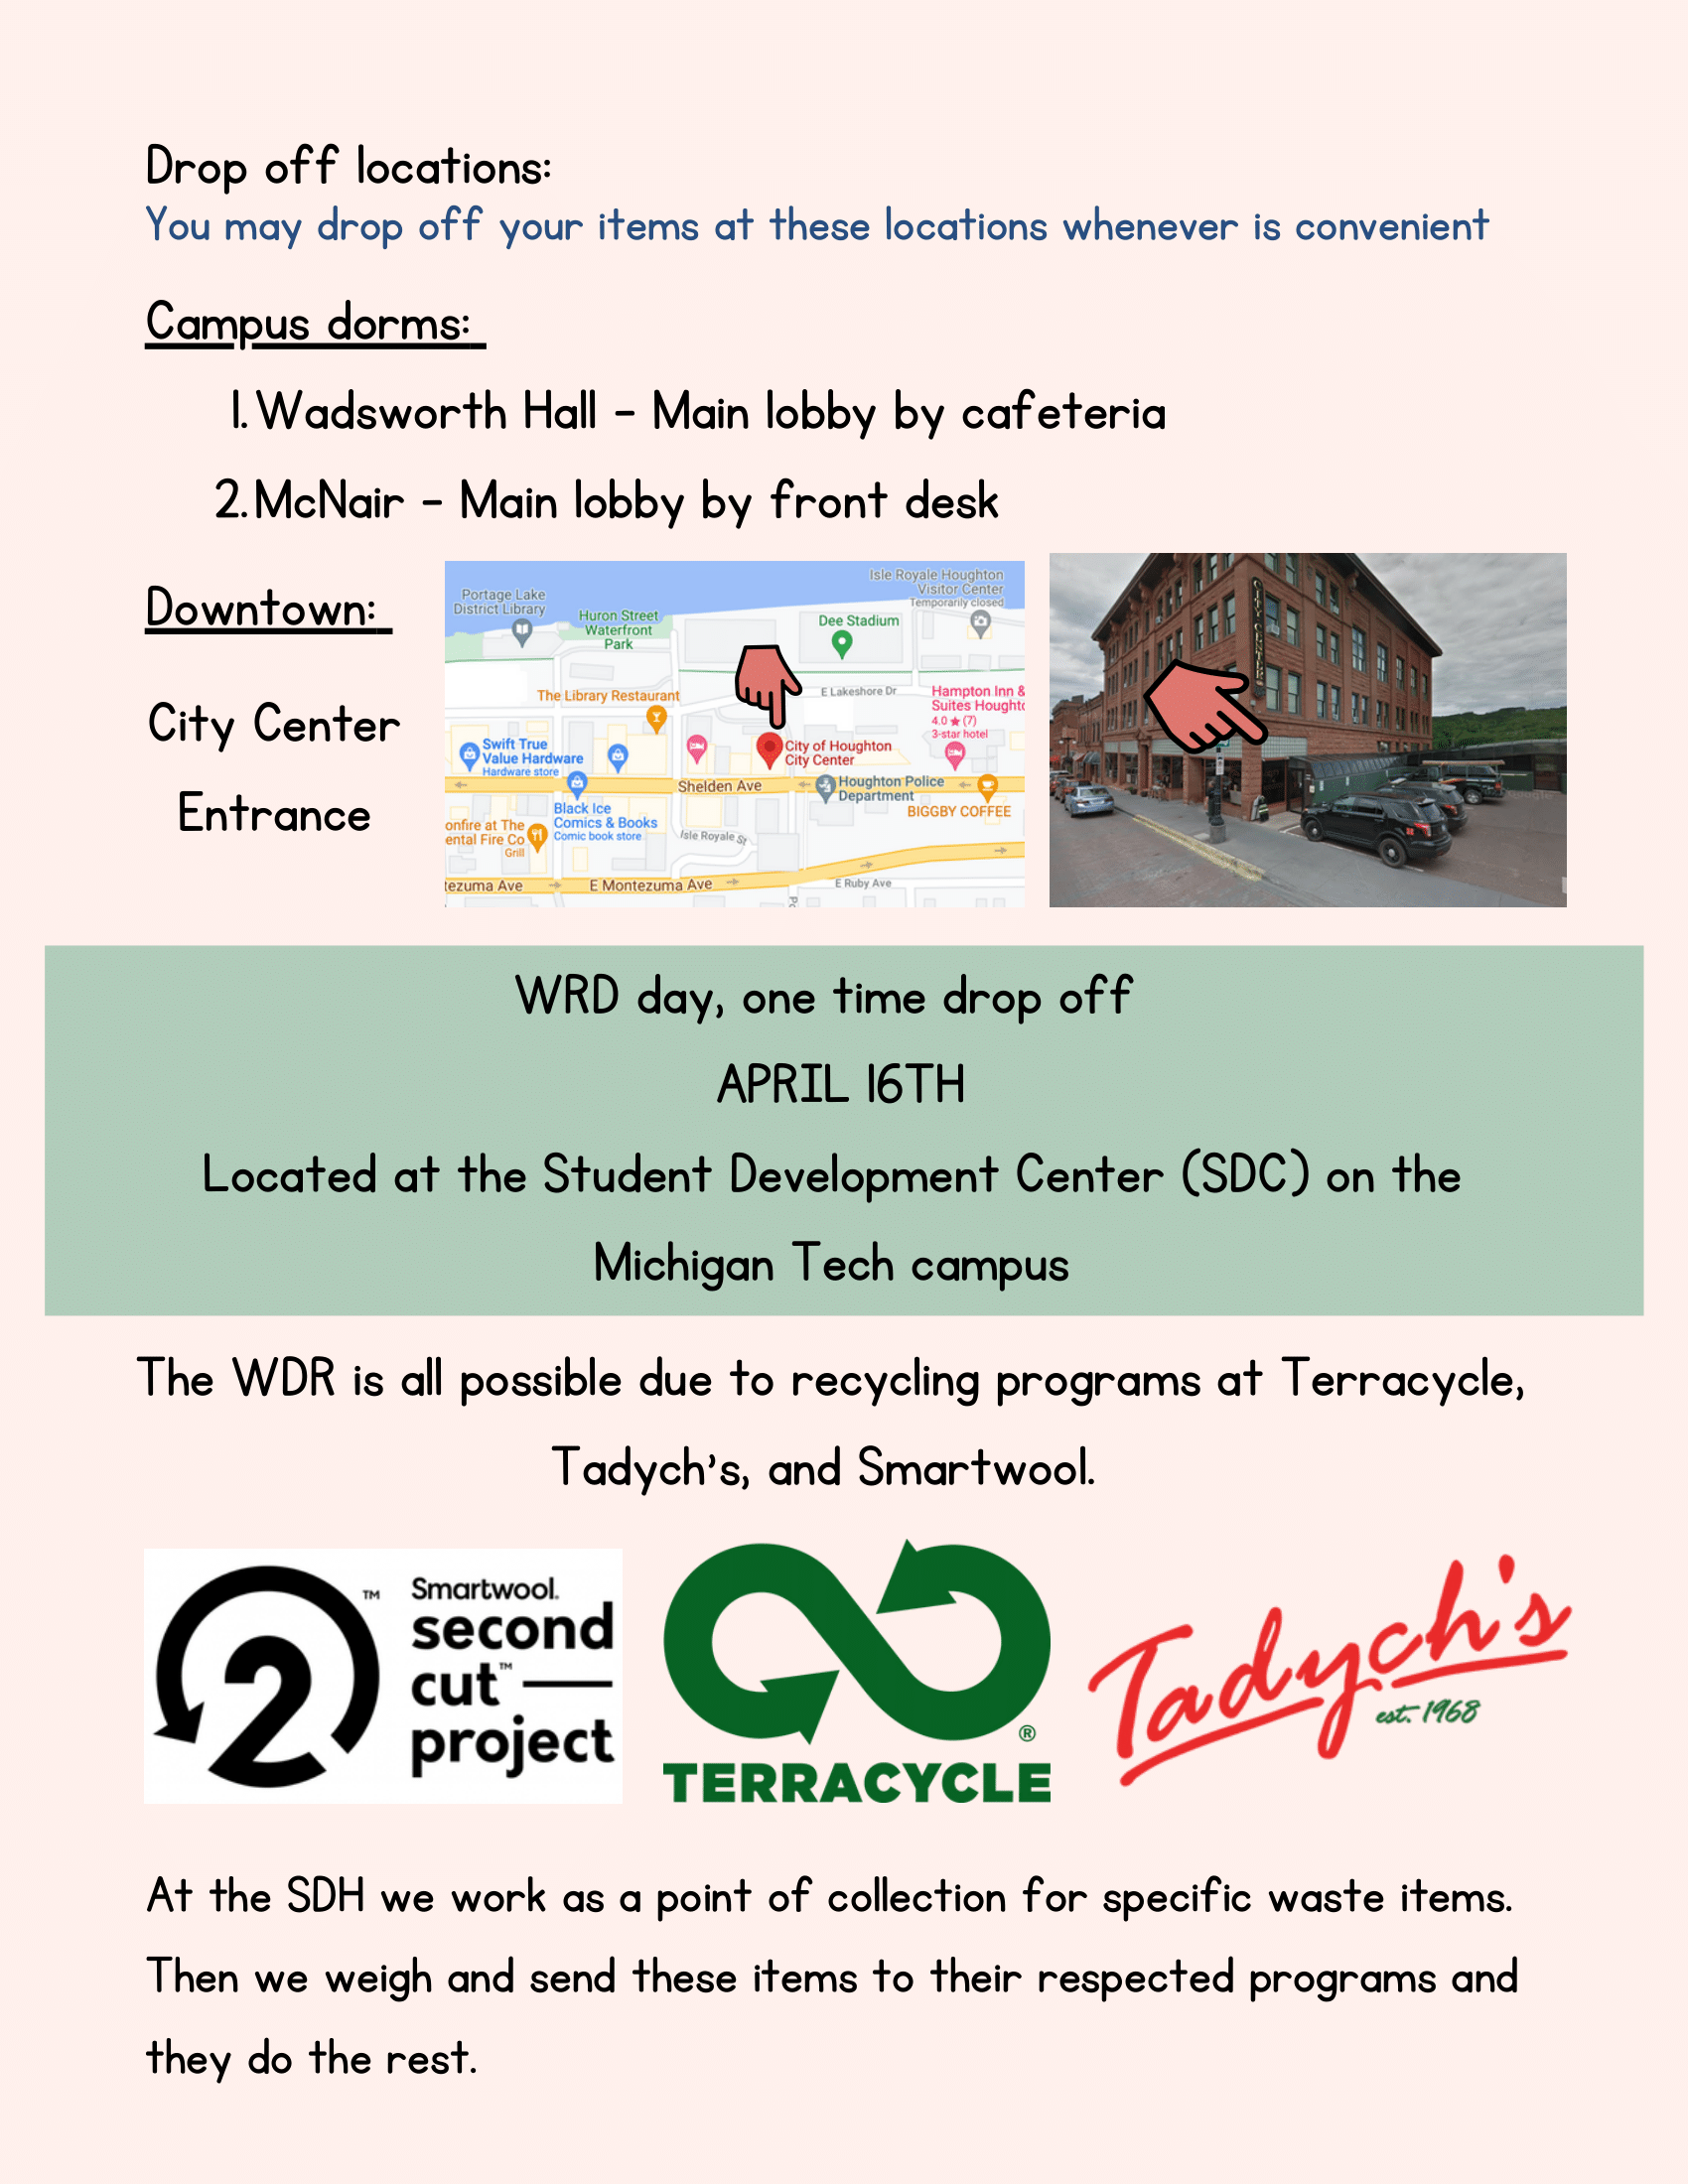 Drop off locations:
You may drop off your items at these locations whenever is convenient
Campus dorms:
1. Wadsworth Hall - Main lobby by cafeteria
2. McNair - Main lobby by front desk
Downtown:
City Center
Entrance
Portage Lake
District Library
Huron Street
Waterfront
Park
Isle Royale Houghton
Visitor Center
Temporarily closed
Dee Stadium
The Library Restaurant
E Lakeshore Dr
Hampton Inn &
Suites Houghto
4.0 ★ (7)
3-star hotel
Swift True
Value Hardware
Hardware store
City of Houghton
City Center
Shelden Ave
Houghton Police
Department
BIGGBY COFFEE
Black Ice
Comics & Books
Comic book store
onfire at The
ental Fire Co
Grill
Isle Royale St
tezuma Ave
E Montezuma Ave
E Ruby Ave
Po
CITY CENTER
WRD day, one time drop off
APRIL 16TH
Located at the Student Development Center (SDC) on the
Michigan Tech campus
The WDR is all possible due to recycling programs at Terracycle,
Tadych's, and Smartwool.
2 ™
Smartwool.
second
cut™
project
®
TERRACYCLE
Tadych's
est. 1968
At the SDH we work as a point of collection for specific waste items.
Then we weigh and send these items to their respected programs and
they do the rest.